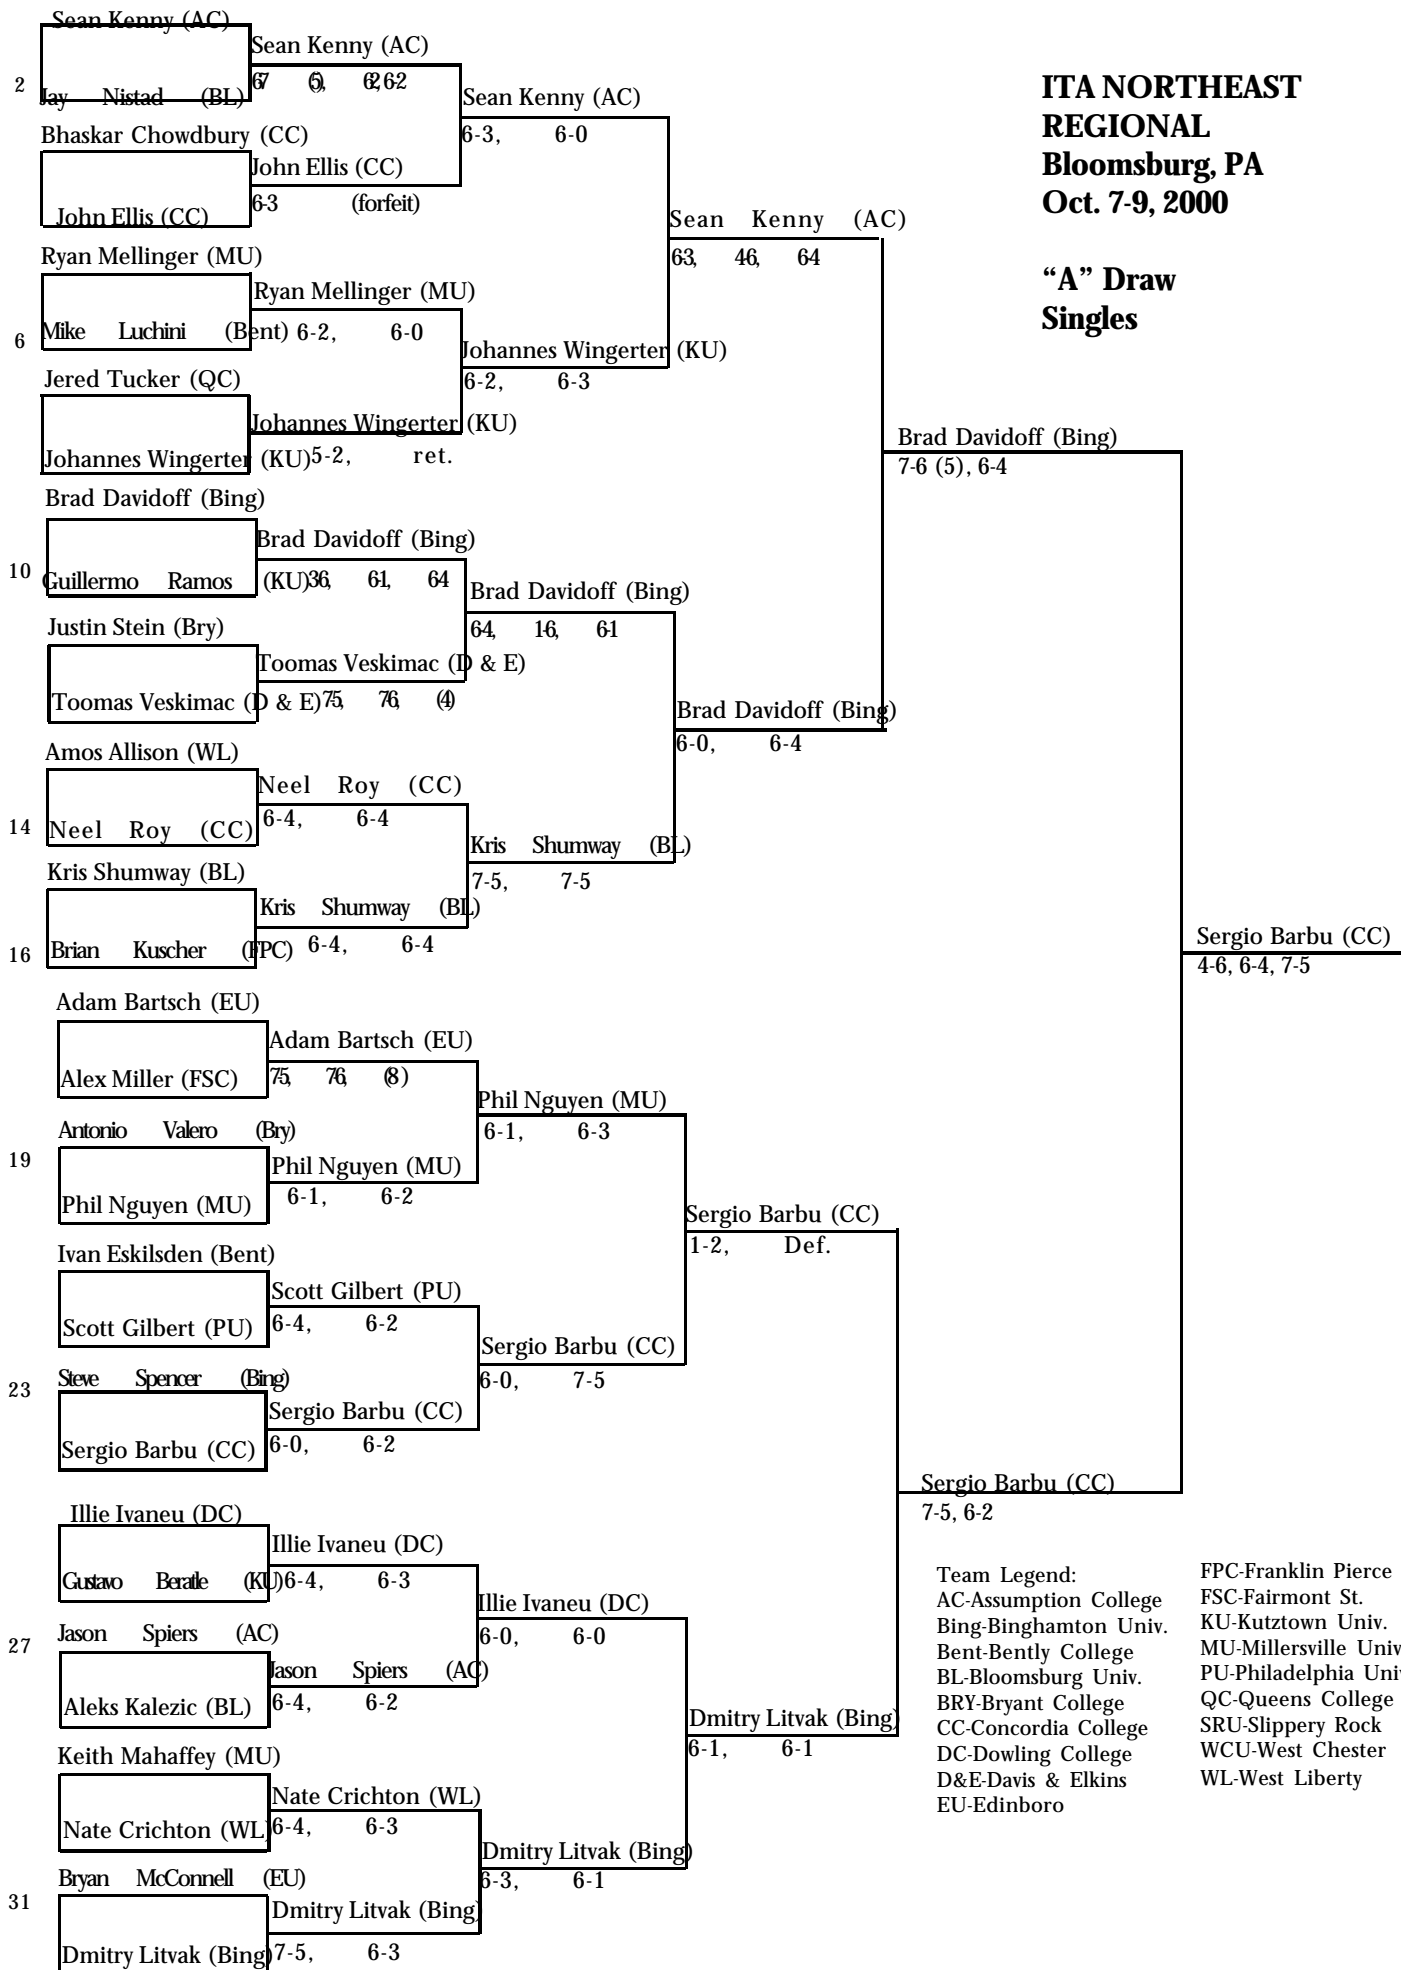 Sean Kenny (AC)
Sean Kenny (AC)
2
Jay Nistad (BL)
67 (5), 62, 6-2
Sean Kenny (AC)
6-3, 6-0
Bhaskar Chowdbury (CC)
John Ellis (CC)
6-3 (forfeit)
John Ellis (CC)
Sean Kenny (AC)
63, 46, 64
Ryan Mellinger (MU)
Ryan Mellinger (MU)
6
Mike Luchini (Bent) 6-2, 6-0
Johannes Wingerter (KU)
6-2, 6-3
Jered Tucker (QC)
Johannes Wingerter (KU)
Johannes Wingerter (KU) 5-2, ret.
Brad Davidoff (Bing)
7-6 (5), 6-4
Brad Davidoff (Bing)
Brad Davidoff (Bing)
10
Guillermo Ramos (KU) 36, 61, 64
Brad Davidoff (Bing)
64, 16, 61
Justin Stein (Bry)
Toomas Veskimac (D & E)
Toomas Veskimac (D & E) 75, 76, (4)
Brad Davidoff (Bing)
6-0, 6-4
Amos Allison (WL)
Neel Roy (CC)
6-4, 6-4
14
Neel Roy (CC)
Kris Shumway (BL)
7-5, 7-5
Kris Shumway (BL)
Kris Shumway (BL)
16
Brian Kuscher (FPC) 6-4, 6-4
Sergio Barbu (CC)
4-6, 6-4, 7-5
Adam Bartsch (EU)
Adam Bartsch (EU)
Alex Miller (FSC) 75, 76, (8)
Phil Nguyen (MU)
6-1, 6-3
Antonio Valero (Bry)
19
Phil Nguyen (MU)
6-1, 6-2
Phil Nguyen (MU)
Sergio Barbu (CC)
1-2, Def.
Ivan Eskilsden (Bent)
Scott Gilbert (PU)
Scott Gilbert (PU) 6-4, 6-2
Sergio Barbu (CC)
6-0, 7-5
Steve Spencer (Bing)
23
Sergio Barbu (CC)
Sergio Barbu (CC) 6-0, 6-2
Sergio Barbu (CC)
7-5, 6-2
Illie Ivaneu (DC)
Illie Ivaneu (DC)
Gustavo Beratle (KU) 6-4, 6-3
Illie Ivaneu (DC)
6-0, 6-0
Jason Spiers (AC)
27
Jason Spiers (AC)
Aleks Kalezic (BL) 6-4, 6-2
Dmitry Litvak (Bing)
6-1, 6-1
Keith Mahaffey (MU)
Nate Crichton (WL)
Nate Crichton (WL) 6-4, 6-3
Dmitry Litvak (Bing)
6-3, 6-1
Bryan McConnell (EU)
31
Dmitry Litvak (Bing)
Dmitry Litvak (Bing) 7-5, 6-3
ITA NORTHEAST
REGIONAL
Bloomsburg, PA
Oct. 7-9, 2000
“A” Draw
Singles
Team Legend:
AC-Assumption College
Bing-Binghamton Univ.
Bent-Bently College
BL-Bloomsburg Univ.
BRY-Bryant College
CC-Concordia College
DC-Dowling College
D&E-Davis & Elkins
EU-Edinboro
FPC-Franklin Pierce
FSC-Fairmont St.
KU-Kutztown Univ.
MU-Millersville Univ
PU-Philadelphia Univ
QC-Queens College
SRU-Slippery Rock
WCU-West Chester
WL-West Liberty